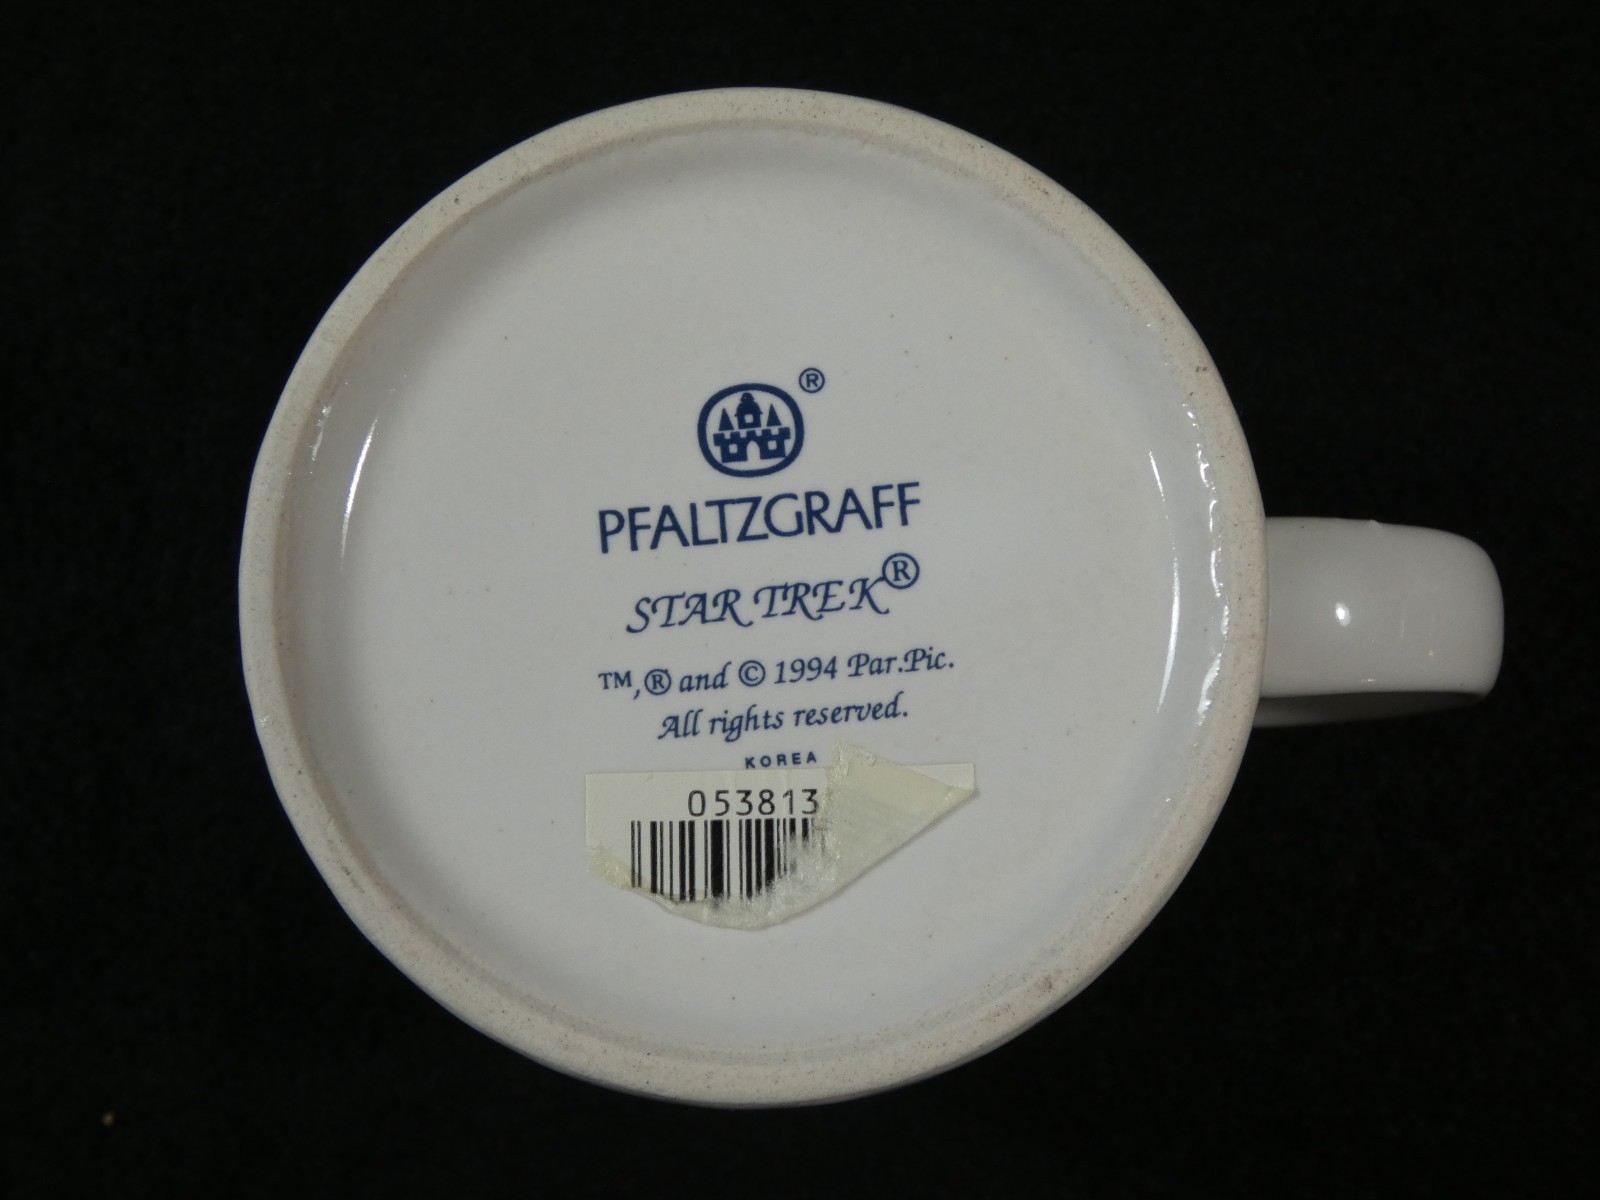 ®
PFALTZGRAFF
STAR TREK®
™,® and © 1994 Par.Pic.
All rights reserved.
KOREA
053813